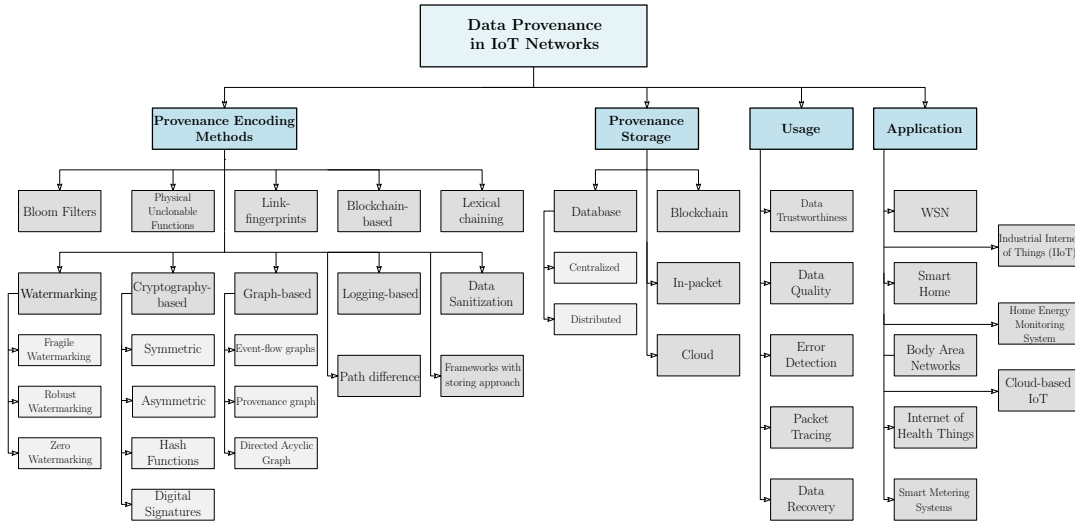 Data Provenance
in IoT Networks
Provenance Encoding
Methods
Provenance
Storage
Usage
Application
Bloom Filters
Physical
Unclonable
Functions
Link-
fingerprints
Blockchain-
based
Lexical
chaining
Database
Blockchain
Data
Trustworthiness
WSN
Industrial Internet
of Things (IIoT)
Watermarking
Cryptography-
based
Graph-based
Logging-based
Data
Sanitization
Centralized
In-packet
Data
Quality
Smart
Home
Distributed
Home Energy
Monitoring
System
Fragile
Watermarking
Symmetric
Event-flow graphs
Path difference
Frameworks with
storing approach
Cloud
Error
Detection
Body Area
Networks
Cloud-based
IoT
Robust
Watermarking
Asymmetric
Provenance graph
Packet
Tracing
Internet of
Health Things
Zero
Watermarking
Hash
Functions
Directed Acyclic
Graph
Digital
Signatures
Data
Recovery
Smart Metering
Systems